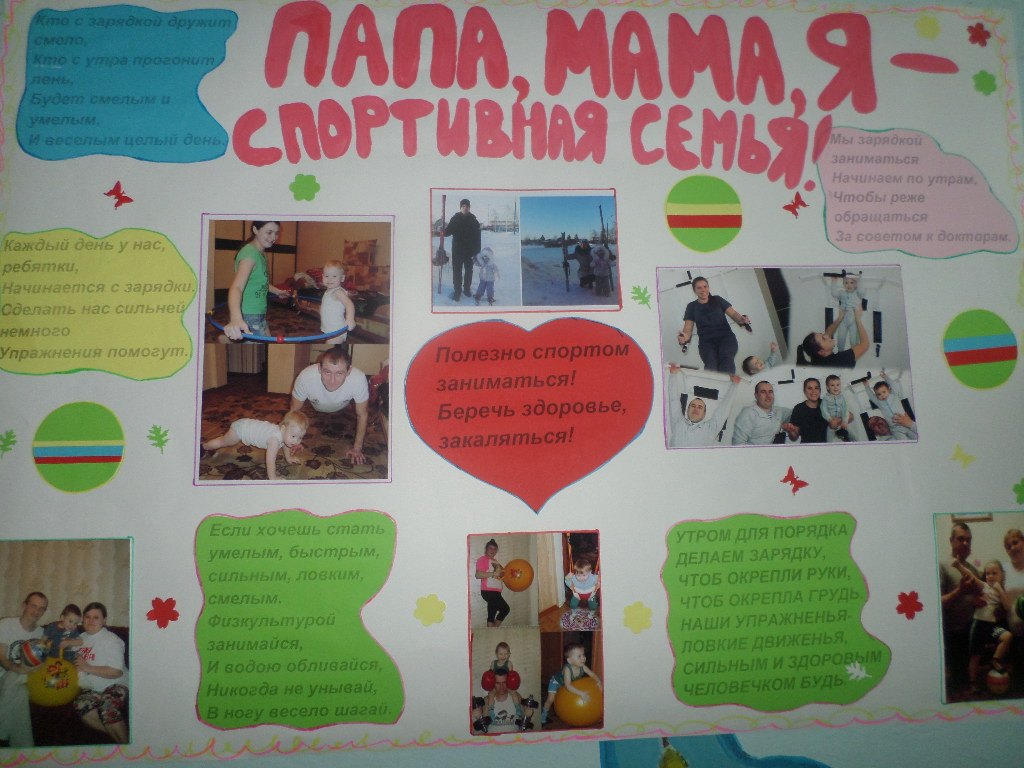 ПАПА, МАМА, Я –
СПОРТИВНАЯ СЕМЬЯ!
Кто с зарядкой дружит
смело,
Кто с утра прогонит
лень,
Будет смелым и
умелым,
И веселым целый день.
Мы зарядкой
заниматься
Начинаем по утрам,
Чтобы реже
обращаться
За советом к докторам.
Каждый день у нас,
ребятки,
Начинается с зарядки.
Сделать нас сильней
немного
Упражнения помогут.
Полезно спортом
заниматься!
Беречь здоровье,
закаляться!
Если хочешь стать
умелым, быстрым,
сильным, ловким,
смелым.
Физкультурой
занимайся,
И водою обливайся,
Никогда не унывай,
В ногу весело шагай.
УТРОМ ДЛЯ ПОРЯДКА
ДЕЛАЕМ ЗАРЯДКУ,
ЧТОБ ОКРЕПЛИ РУКИ,
ЧТОБ ОКРЕПЛА ГРУДЬ.
НАШИ УПРАЖНЕНЬЯ-
ЛОВКИЕ ДВИЖЕНЬЯ,
СИЛЬНЫМ И ЗДОРОВЫМ
ЧЕЛОВЕЧКОМ БУДЬ.